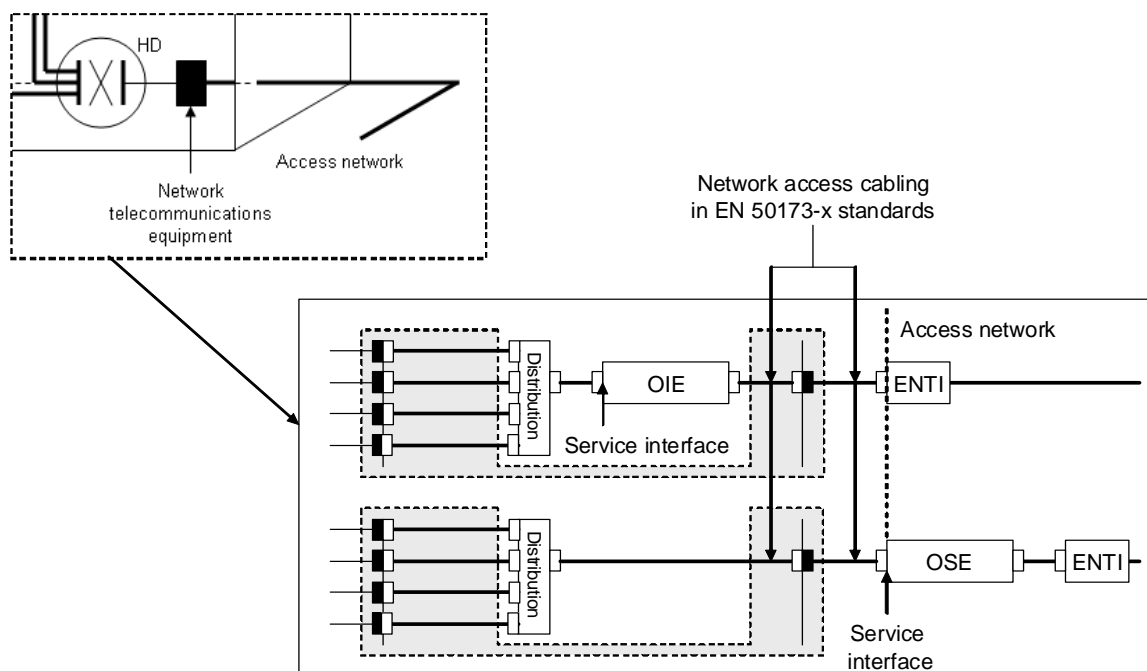 HD
Access network
Network
telecommunications
equipment
Network access cabling
in EN 50173-x standards
Access network
Distribution
OIE
ENTI
Service interface
Distribution
OSE
ENTI
Service
interface